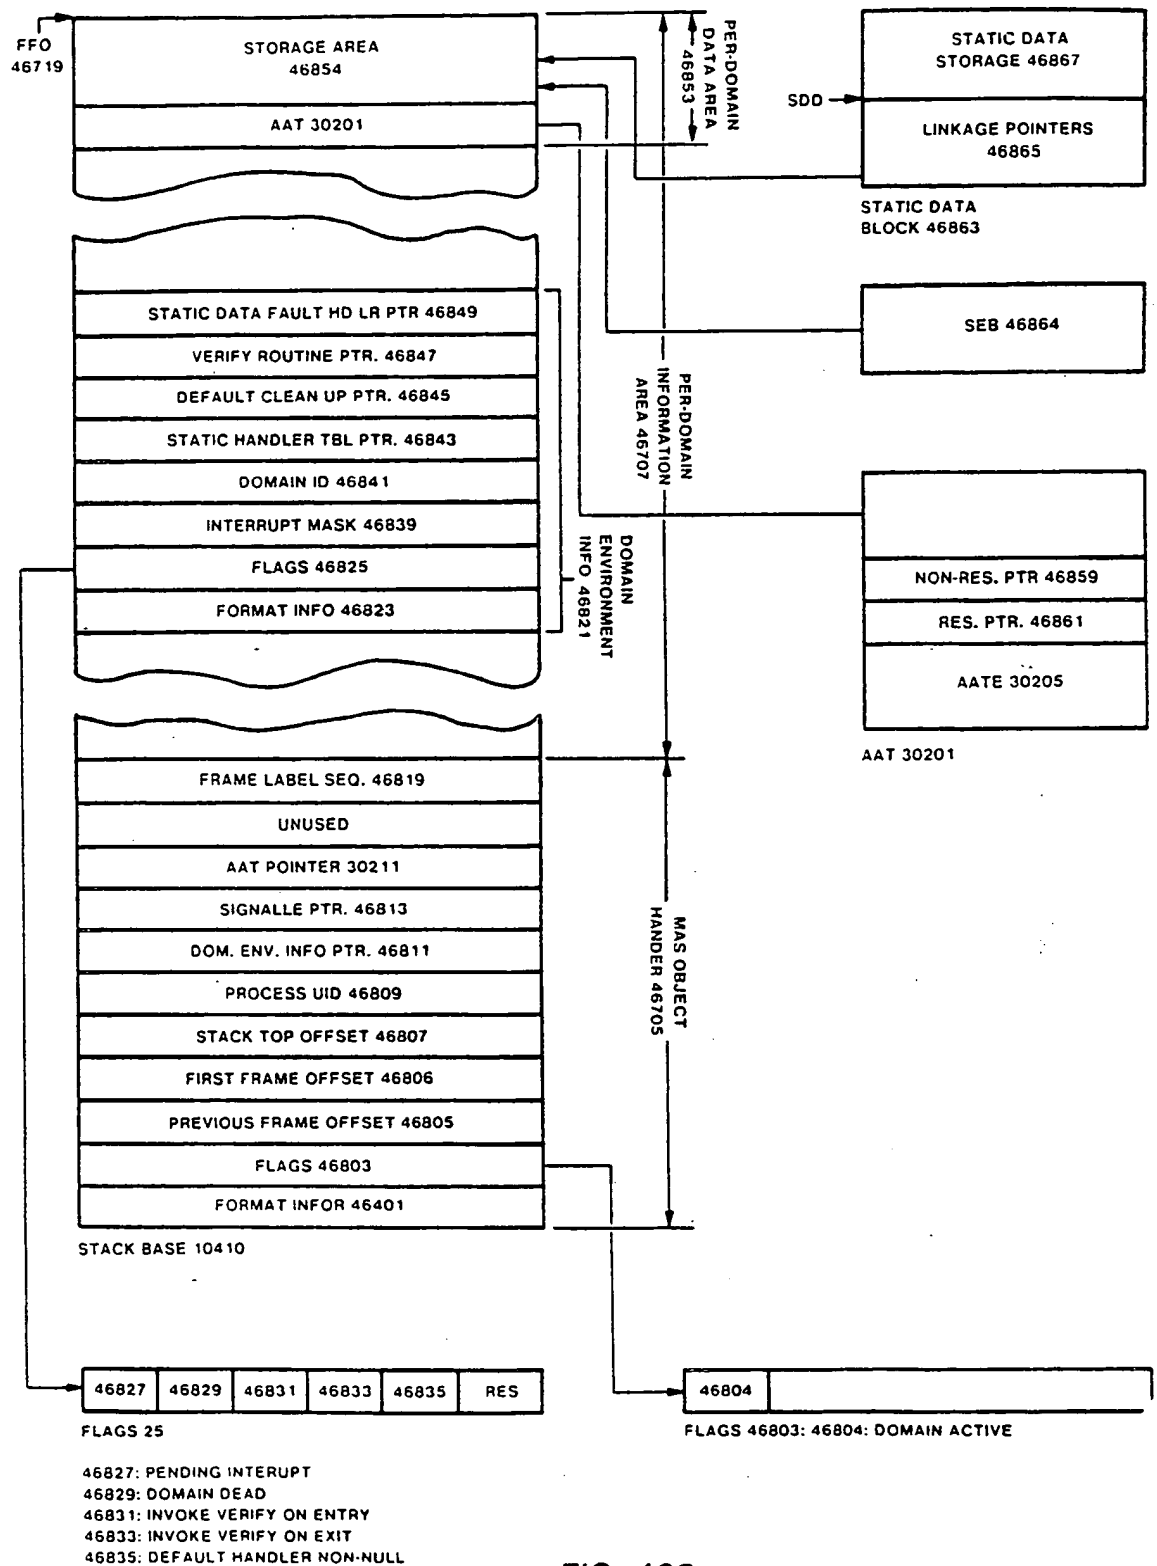 FFO
46719
STORAGE AREA
46854
AAT 30201
PER-DOMAIN
DATA AREA
46853
STATIC DATA
STORAGE 46867
SDD
LINKAGE POINTERS
46865
STATIC DATA
BLOCK 46863
STATIC DATA FAULT HD LR PTR 46849
VERIFY ROUTINE PTR. 46847
DEFAULT CLEAN UP PTR. 46845
STATIC HANDLER TBL PTR. 46843
DOMAIN ID 46841
INTERRUPT MASK 46839
FLAGS 46825
FORMAT INFO 46823
DOMAIN
ENVIRONMENT
INFO 46821
PER-DOMAIN
INFORMATION
AREA 46707
SEB 46864
NON-RES. PTR 46859
RES. PTR. 46861
AATE 30205
AAT 30201
FRAME LABEL SEQ. 46819
UNUSED
AAT POINTER 30211
SIGNALLE PTR. 46813
DOM. ENV. INFO PTR. 46811
PROCESS UID 46809
STACK TOP OFFSET 46807
FIRST FRAME OFFSET 46806
PREVIOUS FRAME OFFSET 46805
FLAGS 46803
FORMAT INFOR 46401
STACK BASE 10410
MAS OBJECT
HANDER 46705
46827 46829 46831 46833 46835 RES
FLAGS 25
46804
FLAGS 46803: 46804: DOMAIN ACTIVE
46827: PENDING INTERUPT
46829: DOMAIN DEAD
46831: INVOKE VERIFY ON ENTRY
46833: INVOKE VERIFY ON EXIT
46835: DEFAULT HANDLER NON-NULL